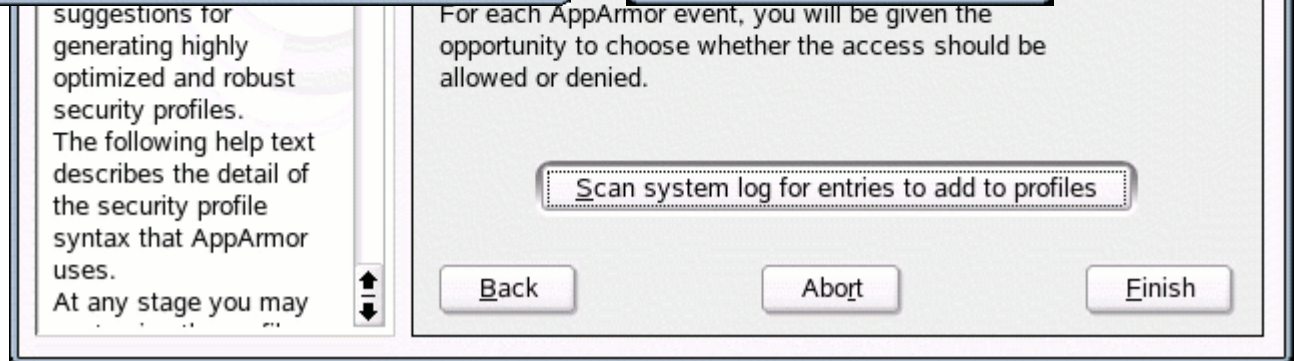 suggestions for
generating highly
optimized and robust
security profiles.
The following help text
describes the detail of
the security profile
syntax that AppArmor
uses.
At any stage you may
For each AppArmor event, you will be given the
opportunity to choose whether the access should be
allowed or denied.
Scan system log for entries to add to profiles
Back
Abort
Finish